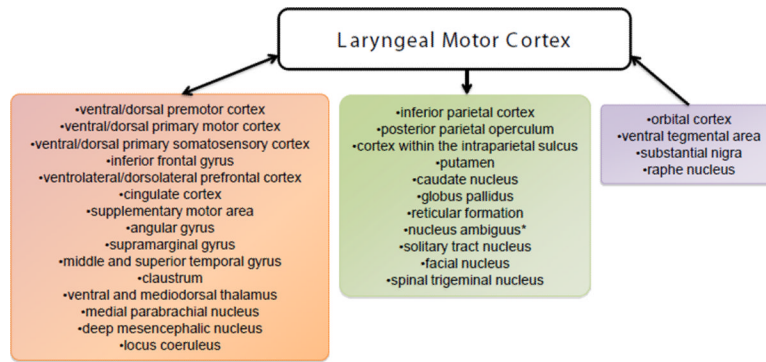 Laryngeal Motor Cortex
•ventral/dorsal premotor cortex
•ventral/dorsal primary motor cortex
•ventral/dorsal primary somatosensory cortex
•inferior frontal gyrus
•ventrolateral/dorsolateral prefrontal cortex
•cingulate cortex
•supplementary motor area
•angular gyrus
•supramarginal gyrus
•middle and superior temporal gyrus
•claustrum
•ventral and mediodorsal thalamus
•medial parabrachial nucleus
•deep mesencephalic nucleus
•locus coeruleus
•inferior parietal cortex
•posterior parietal operculum
•cortex within the intraparietal sulcus
•putamen
•caudate nucleus
•globus pallidus
•reticular formation
•nucleus ambiguus*
•solitary tract nucleus
•facial nucleus
•spinal trigeminal nucleus
•orbital cortex
•ventral tegmental area
•substantial nigra
•raphe nucleus